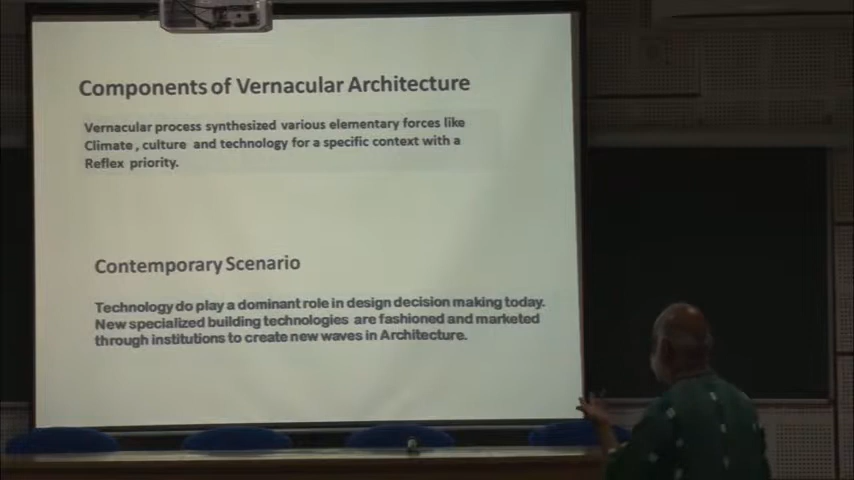 Components of Vernacular Architecture
Vernacular process synthesized various elementary forces like
Climate , culture and technology for a specific context with a
Reflex priority.
Contemporary Scenario
Technology do play a dominant role in design decision making today.
New specialized building technologies are fashioned and marketed
through institutions to create new waves in Architecture.